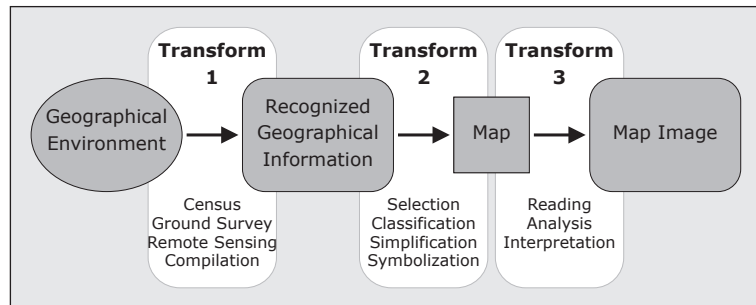 Transform
1
Transform
2
Transform
3
Geographical
Environment
Recognized
Geographical
Information
Map
Map Image
Census
Ground Survey
Remote Sensing
Compilation
Selection
Classification
Simplification
Symbolization
Reading
Analysis
Interpretation